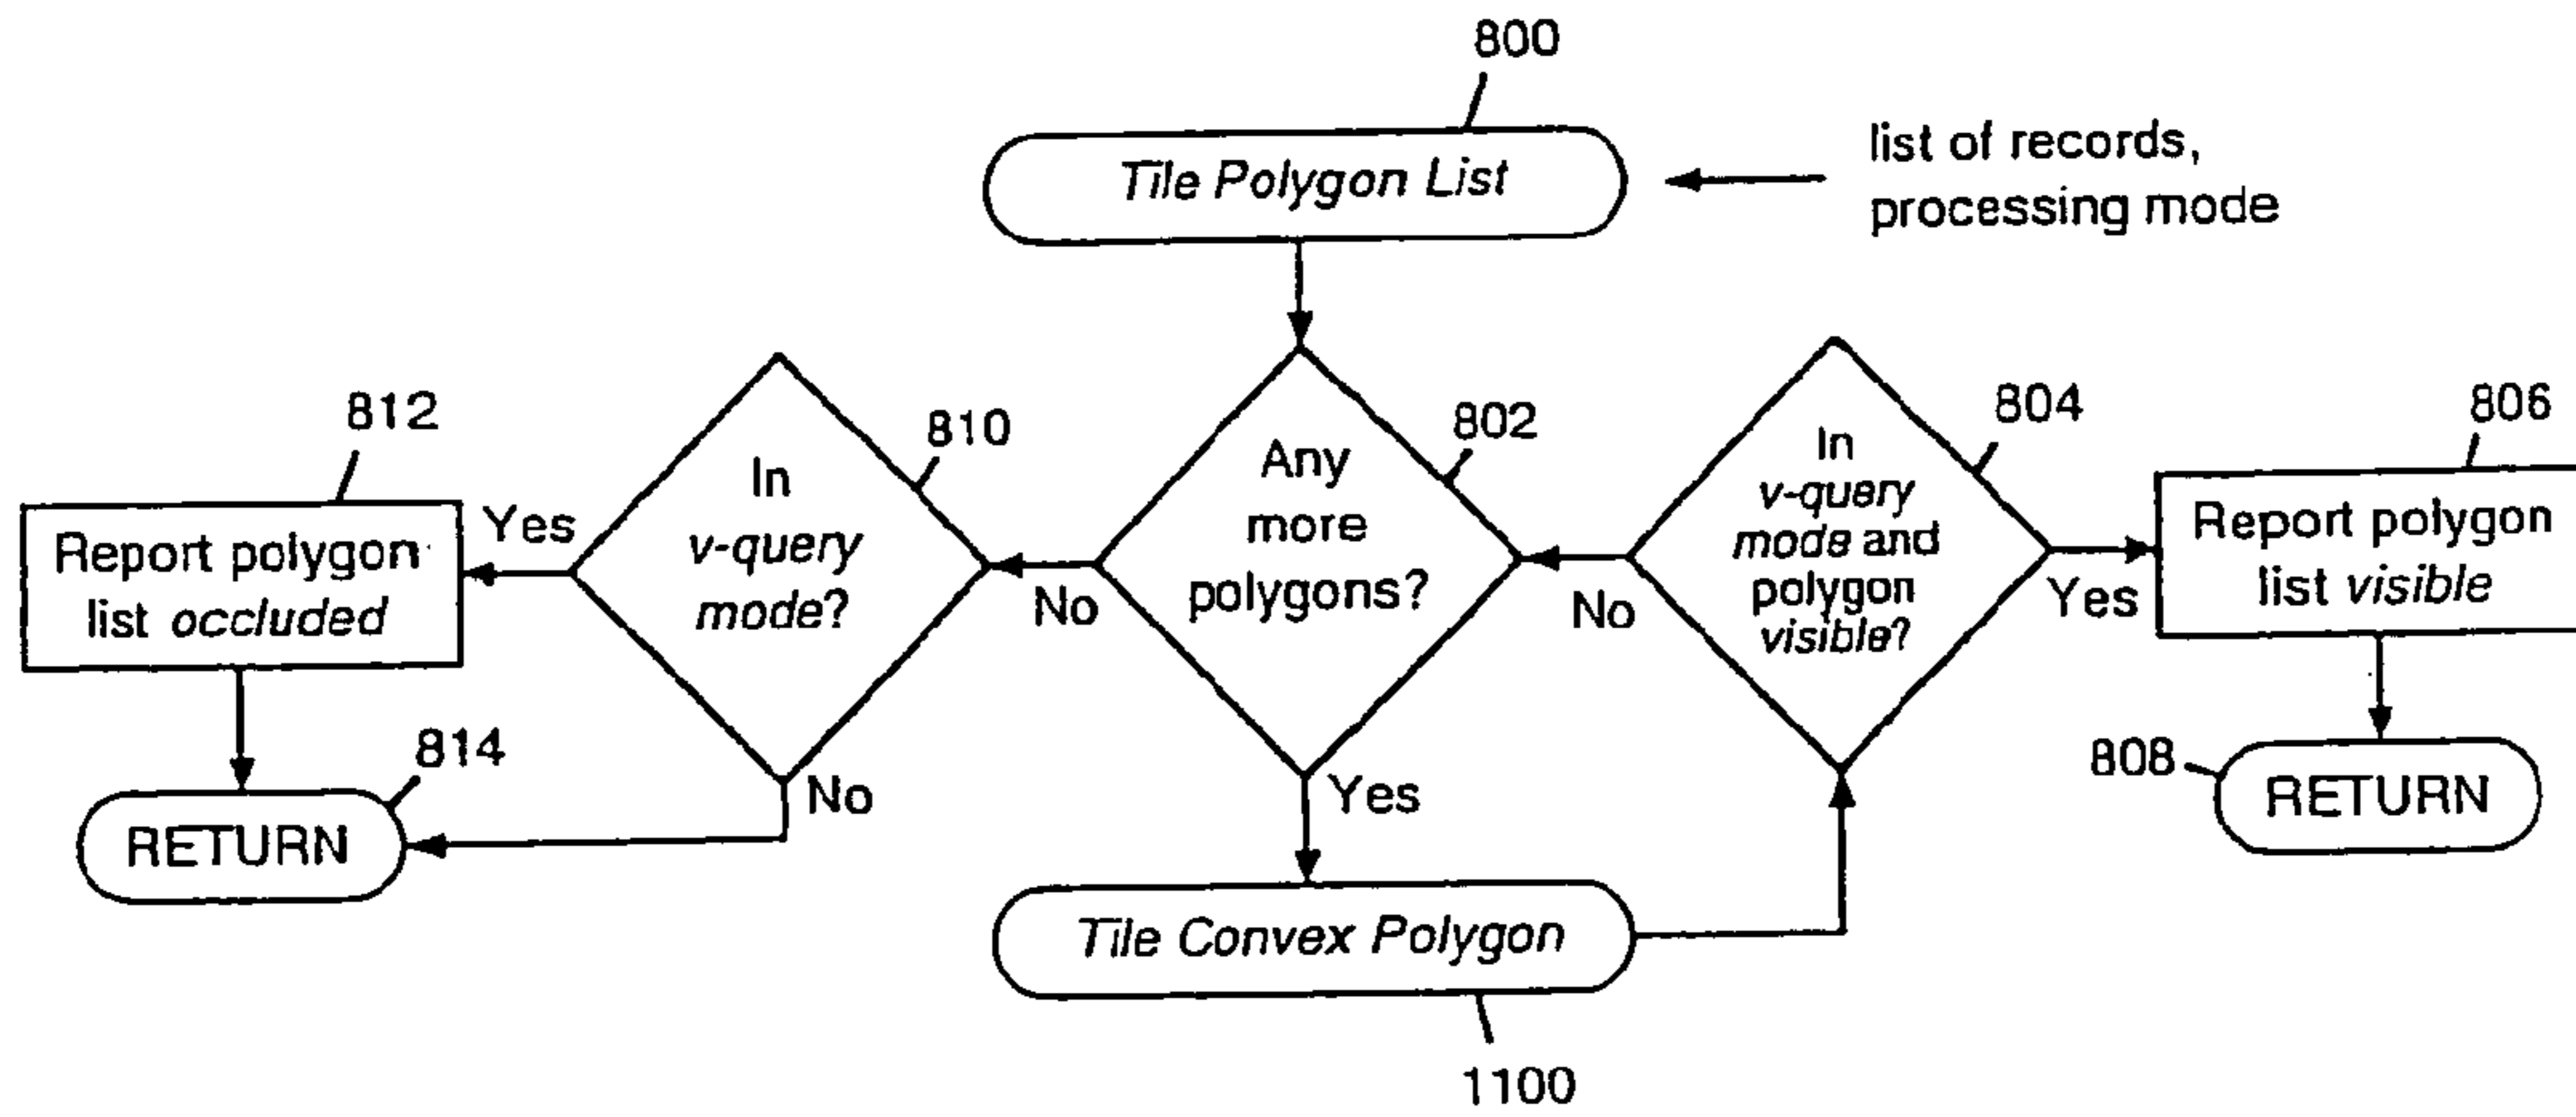 800
Tile Polygon List
list of records,
processing mode
812
Report polygon
list occluded
Yes
810
In
v-query
mode?
No
802
Any
more
polygons?
No
804
In
v-query
mode and
polygon
visible?
Yes
806
Report polygon
list visible
814
RETURN
No
Yes
808
RETURN
Tile Convex Polygon
1100